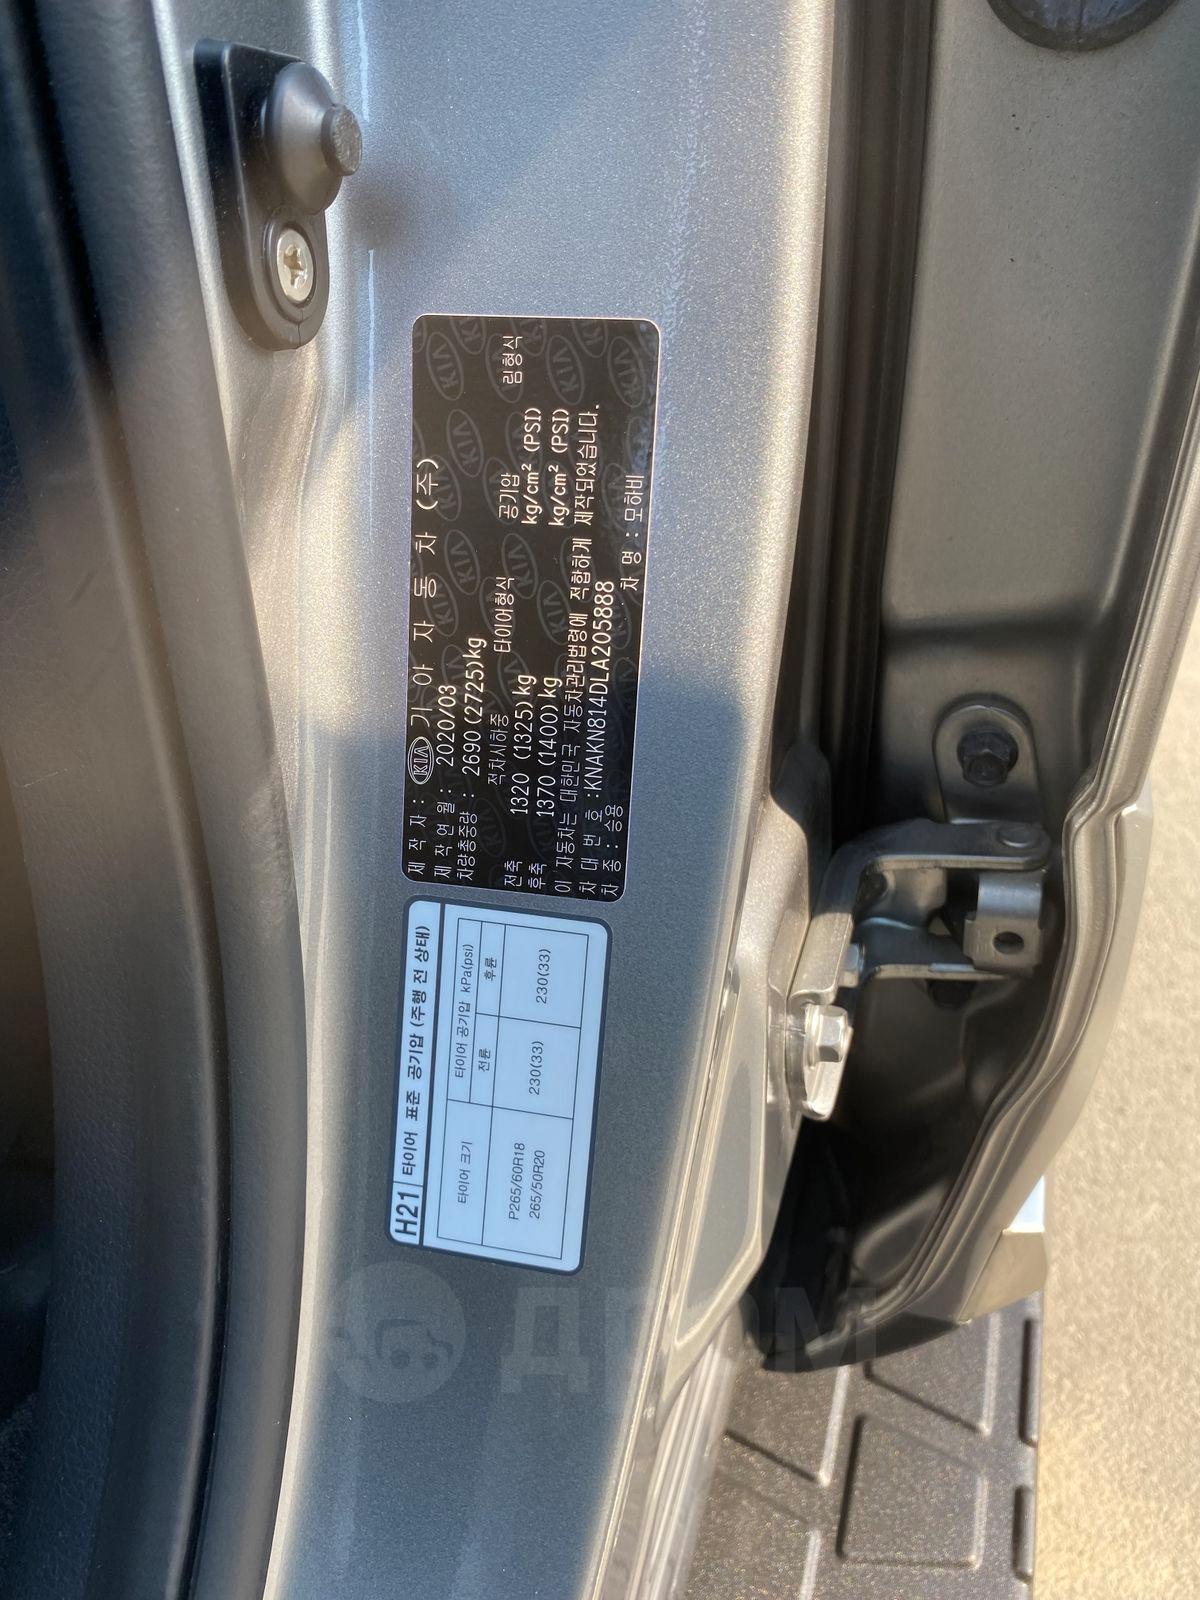 제 작 자 : KIA 기 아 자 동 차 (주)
제 작 연 월 : 2020/03
차량총중량 : 2690(2725)kg
적차시하중 타이어형식 공기압 림형식
전축 1320 (1325)kg kg/cm² (PSI)
후축 1370 (1400)kg kg/cm² (PSI)
이 자동차는 대한민국 자동차관리법령에 적합하게 제작되었습니다.
차 대 번 호 :KNAKN814DLA205888
차 종 : 승용 차 명 : 모하비
H21 타이어 표준 공기압 (주행 전 상태)
타이어 크기 타이어 공기압 kPa(psi)
전륜 후륜
P265/60R18 230(33) 230(33)
265/50R20
ДРОМ